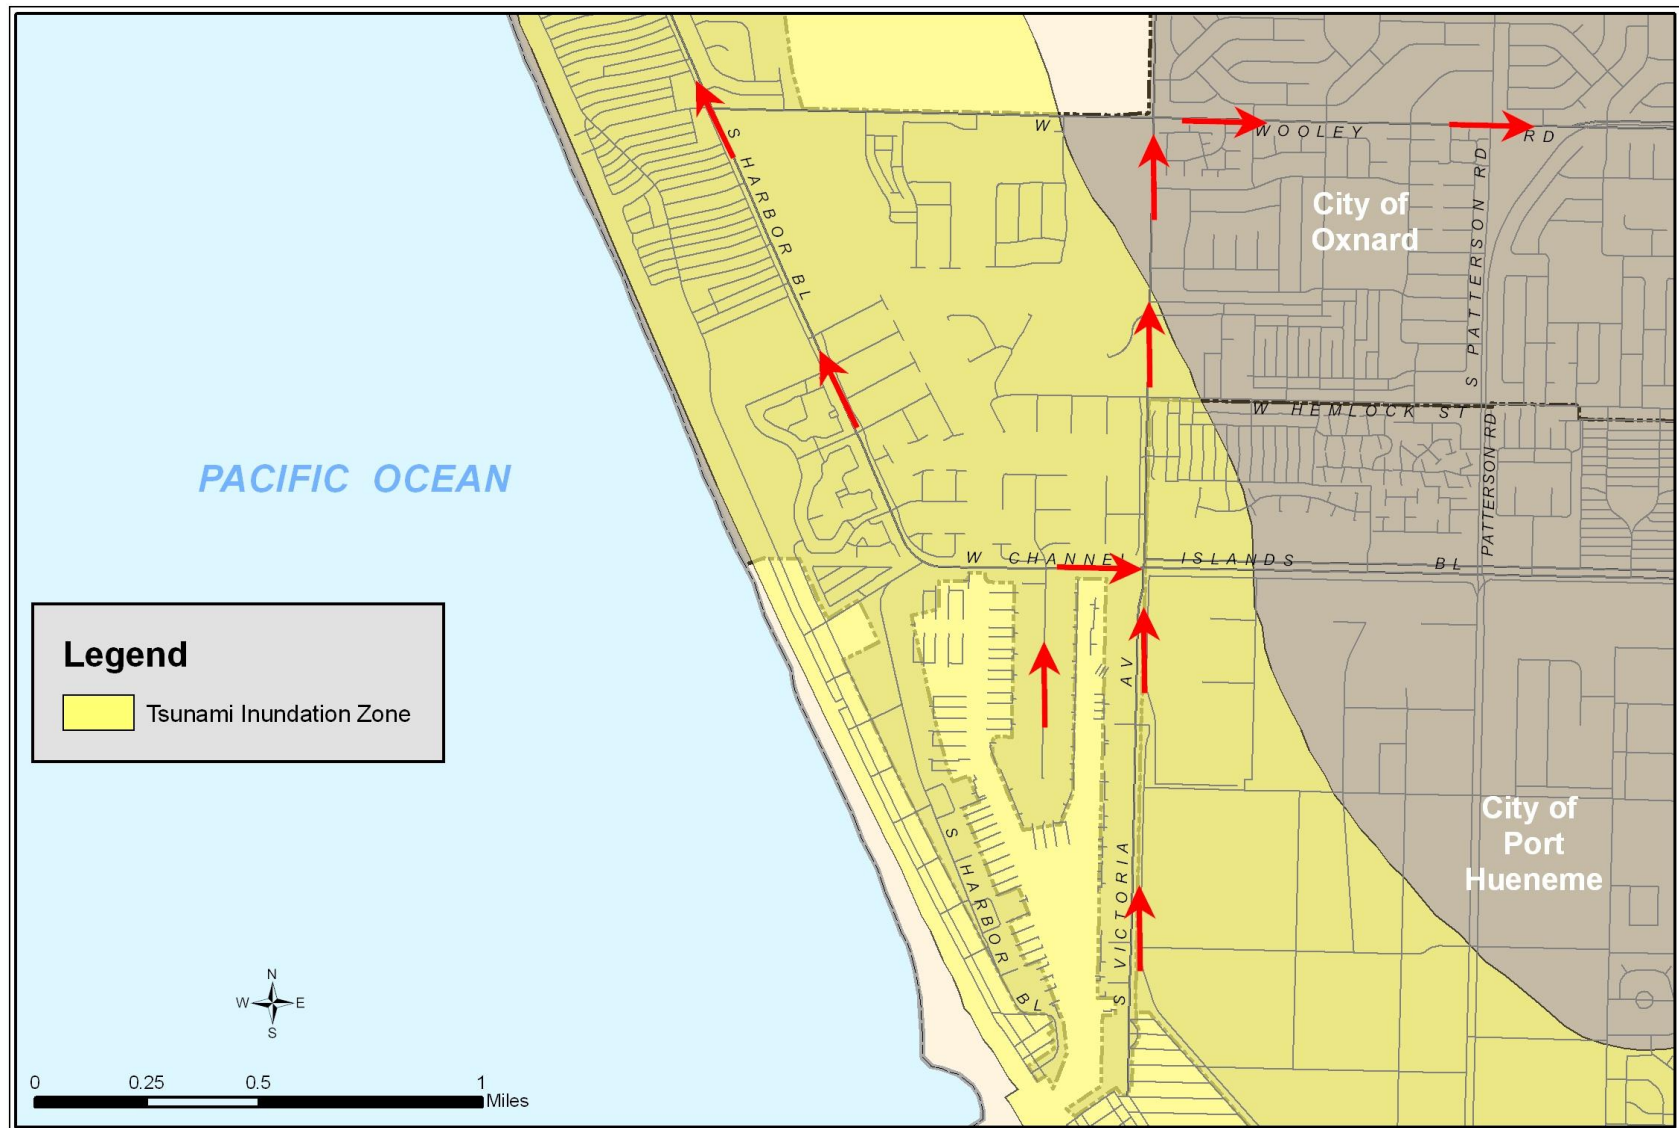 W WOOLEY RD
S HARBOR BL
S PATTERSON RD
City of
Oxnard
W HEMLOCK ST
PATTERSON RD
PACIFIC OCEAN
W CHANNEL ISLANDS BL
Legend
Tsunami Inundation Zone
S VICTORIA AV
City of
Port
Hueneme
S HARBOR BL
N
W E
S
0 0.25 0.5 1
Miles